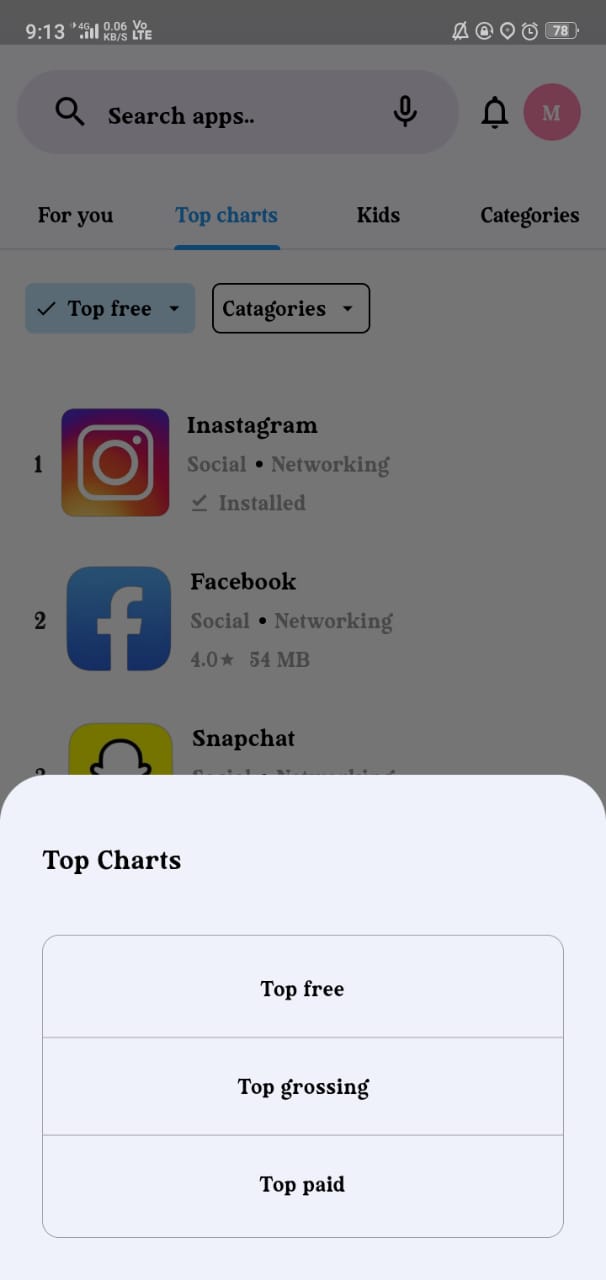 9:13 4G 0.06 KB/S Vo LTE 78
Search apps.. M
For you Top charts Kids Categories
Top free Catagories
1 Inastagram
Social • Networking
Installed
2 Facebook
Social • Networking
4.0★ 54 MB
Snapchat
Top Charts
Top free
Top grossing
Top paid